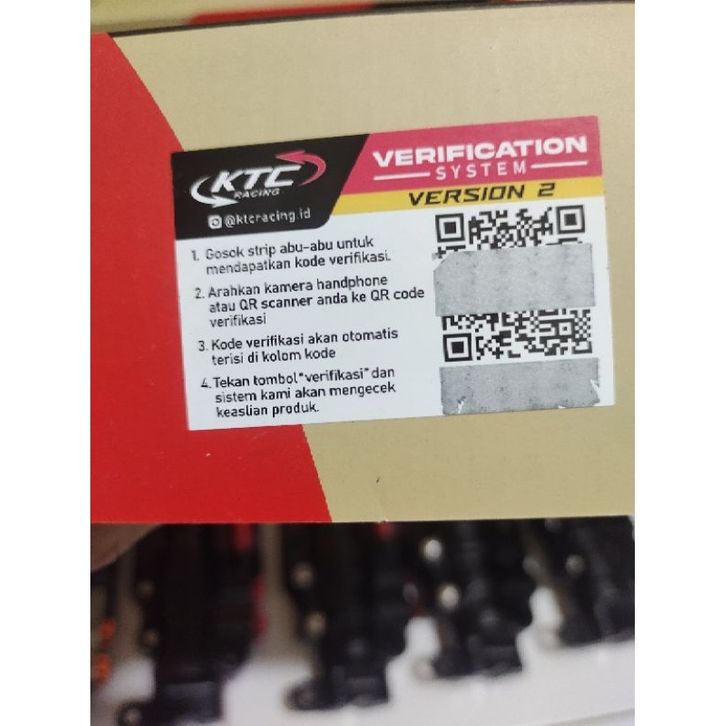 KTC
RACING
@ktcracing.id
VERIFICATION
SYSTEM
VERSION 2
1. Gosok strip abu-abu untuk
mendapatkan kode verifikasi.
2. Arahkan kamera handphone
atau QR scanner anda ke QR code
verifikasi
3. Kode verifikasi akan otomatis
terisi di kolom kode
4. Tekan tombol "verifikasi" dan
sistem kami akan mengecek
keaslian produk.